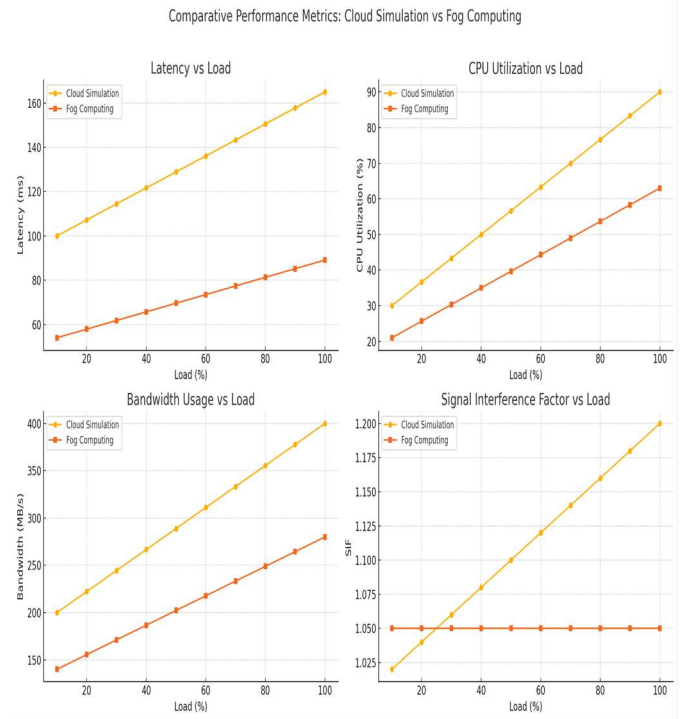 Comparative Performance Metrics: Cloud Simulation vs Fog Computing
Latency vs Load
Cloud Simulation
Fog Computing
Latency (ms)
160
140
120
100
80
60
20
40
60
80
100
Load (%)
CPU Utilization vs Load
Cloud Simulation
Fog Computing
CPU Utilization (%)
90
80
70
60
50
40
30
20
20
40
60
80
100
Load (%)
Bandwidth Usage vs Load
Cloud Simulation
Fog Computing
Bandwidth (MB/s)
400
350
300
250
200
150
20
40
60
80
100
Load (%)
Signal Interference Factor vs Load
Cloud Simulation
Fog Computing
SIF
1.200
1.175
1.150
1.125
1.100
1.075
1.050
1.025
20
40
60
80
100
Load (%)